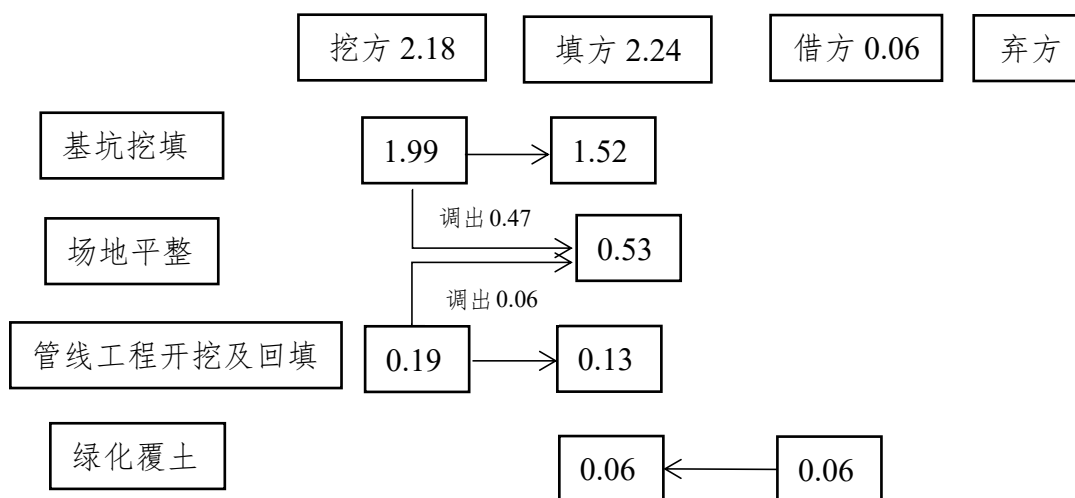 挖方 2.18 填方 2.24 借方 0.06 弃方
基坑挖填 1.99 1.52
调出 0.47
场地平整 0.53
调出 0.06
管线工程开挖及回填 0.19 0.13
绿化覆土 0.06 0.06